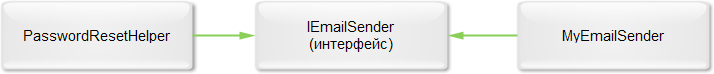 PasswordResetHelper
IEmailSender
(интерфейс)
MyEmailSender